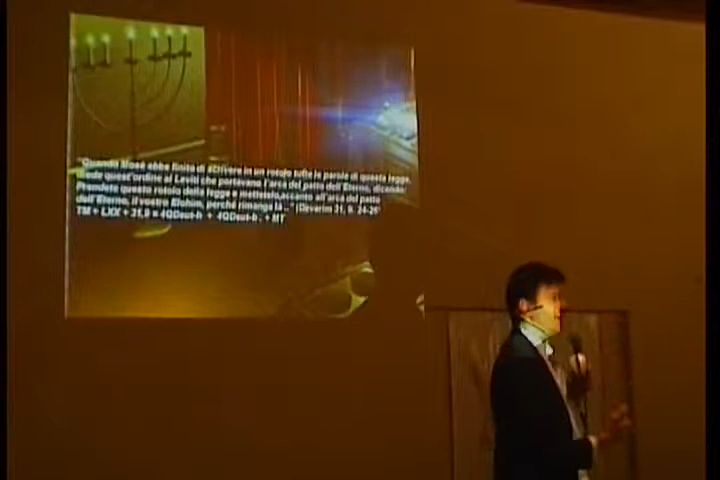 "Quando Mosè ebbe finito di scrivere in un rotolo tutte le parole di questa legge
diede quest'ordine ai Leviti che portavano l'arca del patto dell'Eterno, dicendo:
Prendete questo rotolo della legge e mettetelo accanto all'arca del patto
dell'Eterno, il vostro Elohim, perché rimanga là..." (Devarim 31, 9. 24-26
TM + LXX + 31,9 = 4QDeut-h + 4QDeut-b . + MT